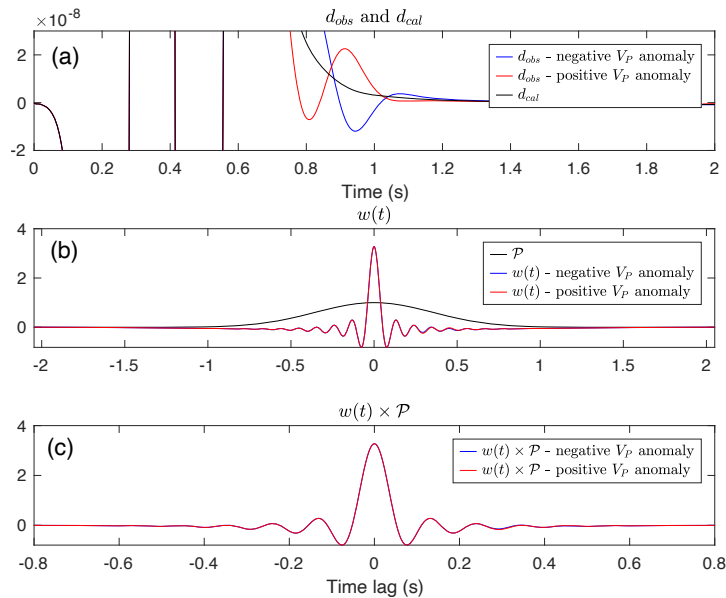 d_obs and d_cal
×10^-8
(a)
d_obs - negative V_P anomaly
d_obs - positive V_P anomaly
d_cal
2
0
-2
0 0.2 0.4 0.6 0.8 1 1.2 1.4 1.6 1.8 2
Time (s)
w(t)
(b)
P
w(t) - negative V_P anomaly
w(t) - positive V_P anomaly
4
2
0
-2 -1.5 -1 -0.5 0 0.5 1 1.5 2
w(t) × P
(c)
w(t) × P - negative V_P anomaly
w(t) × P - positive V_P anomaly
4
2
0
-0.8 -0.6 -0.4 -0.2 0 0.2 0.4 0.6 0.8
Time lag (s)